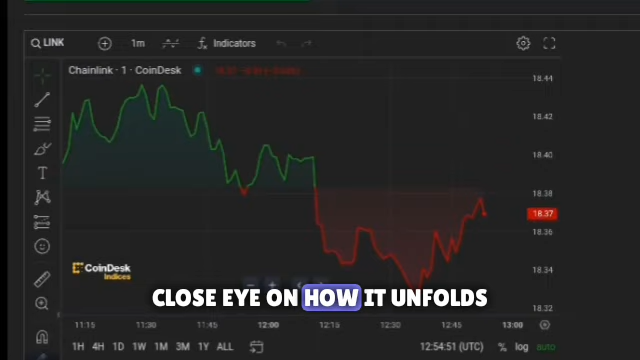 LINK
1m
Indicators
Chainlink · 1 · CoinDesk
18.44
18.42
18.40
18.38
18.37
18.36
18.34
18.32
CoinDesk
Indices
CLOSE EYE ON HOW IT UNFOLDS
11:15 11:30 11:45 12:00 12:15 12:30 12:45 13:00
1H 4H 1D 1W 1M 3M 1Y ALL
12:54:51 (UTC) % log auto